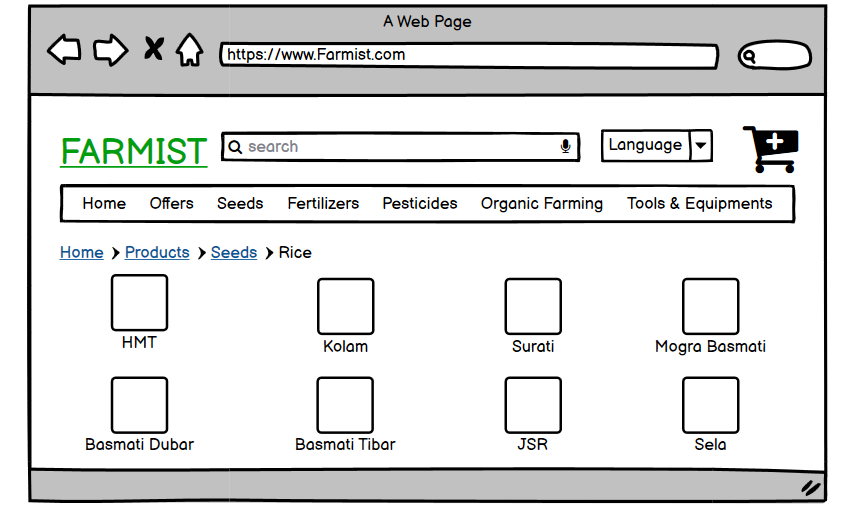 A Web Page
https://www.Farmist.com
FARMIST search Language
Home Offers Seeds Fertilizers Pesticides Organic Farming Tools & Equipments
Home Products Seeds Rice
HMT Kolam Surati Mogra Basmati
Basmati Dubar Basmati Tibar JSR Sela